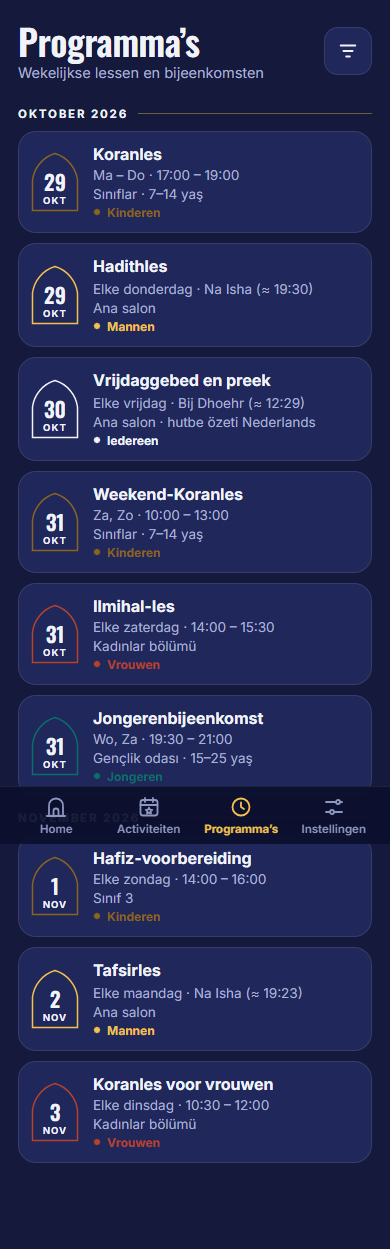 Programma's
Wekelijkse lessen en bijeenkomsten
OKTOBER 2026
29
OKT
Koranles
Ma – Do · 17:00 – 19:00
Sınıflar · 7–14 yaş
Kinderen
29
OKT
Hadithles
Elke donderdag · Na Isha (≈ 19:30)
Ana salon
Mannen
30
OKT
Vrijdaggebed en preek
Elke vrijdag · Bij Dhoehr (≈ 12:29)
Ana salon · hutbe özeti Nederlands
Iedereen
31
OKT
Weekend-Koranles
Za, Zo · 10:00 – 13:00
Sınıflar · 7–14 yaş
Kinderen
31
OKT
Ilmihal-les
Elke zaterdag · 14:00 – 15:30
Kadınlar bölümü
Vrouwen
31
OKT
Jongerenbijeenkomst
Wo, Za · 19:30 – 21:00
Gençlik odası · 15–25 yaş
Jongeren
NOVEMBER 2026
Home
Activiteiten
Programma's
Instellingen
1
NOV
Hafiz-voorbereiding
Elke zondag · 14:00 – 16:00
Sınıf 3
Kinderen
2
NOV
Tafsirles
Elke maandag · Na Isha (≈ 19:23)
Ana salon
Mannen
3
NOV
Koranles voor vrouwen
Elke dinsdag · 10:30 – 12:00
Kadınlar bölümü
Vrouwen